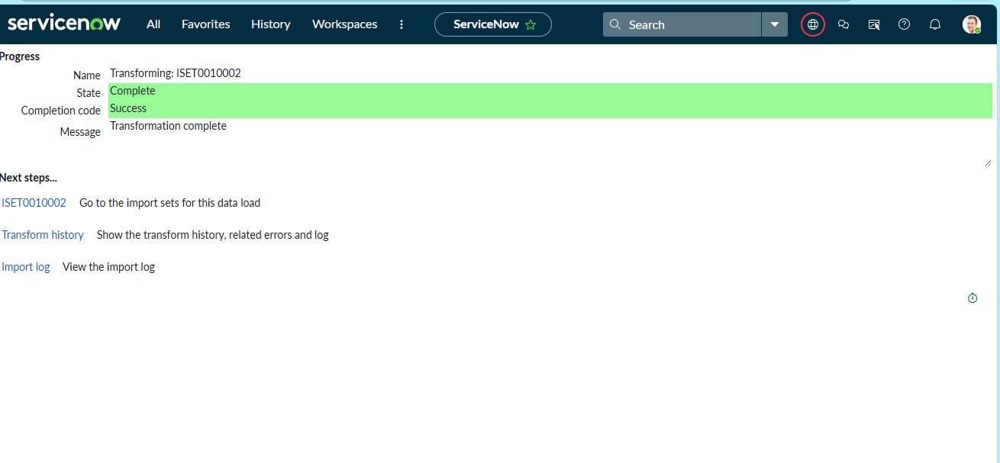 servicenow All Favorites History Workspaces ServiceNow Search
Progress
Name Transforming: ISET0010002
State Complete
Completion code Success
Message Transformation complete
Next steps...
ISET0010002 Go to the import sets for this data load
Transform history Show the transform history, related errors and log
Import log View the import log